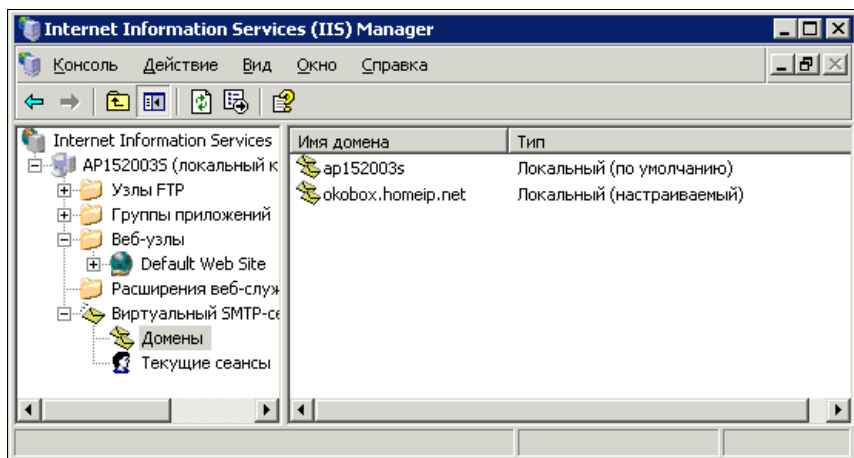 Internet Information Services (IIS) Manager
Консоль Действие Вид Окно Справка
Internet Information Services
AP152003S (локальный к
Узлы FTP
Группы приложений
Веб-узлы
Default Web Site
Расширения веб-служ
Виртуальный SMTP-се
Домены
Текущие сеансы
Имя домена Тип
ap152003s Локальный (по умолчанию)
okobox.homeip.net Локальный (настраиваемый)